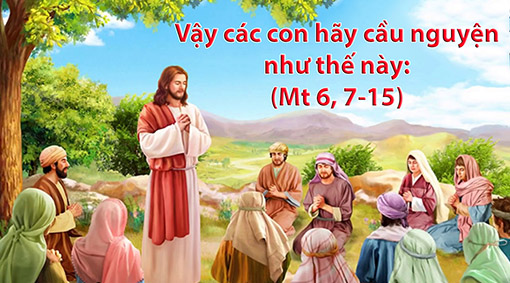 Vậy các con hãy cầu nguyện
như thế này:
(Mt 6, 7-15)